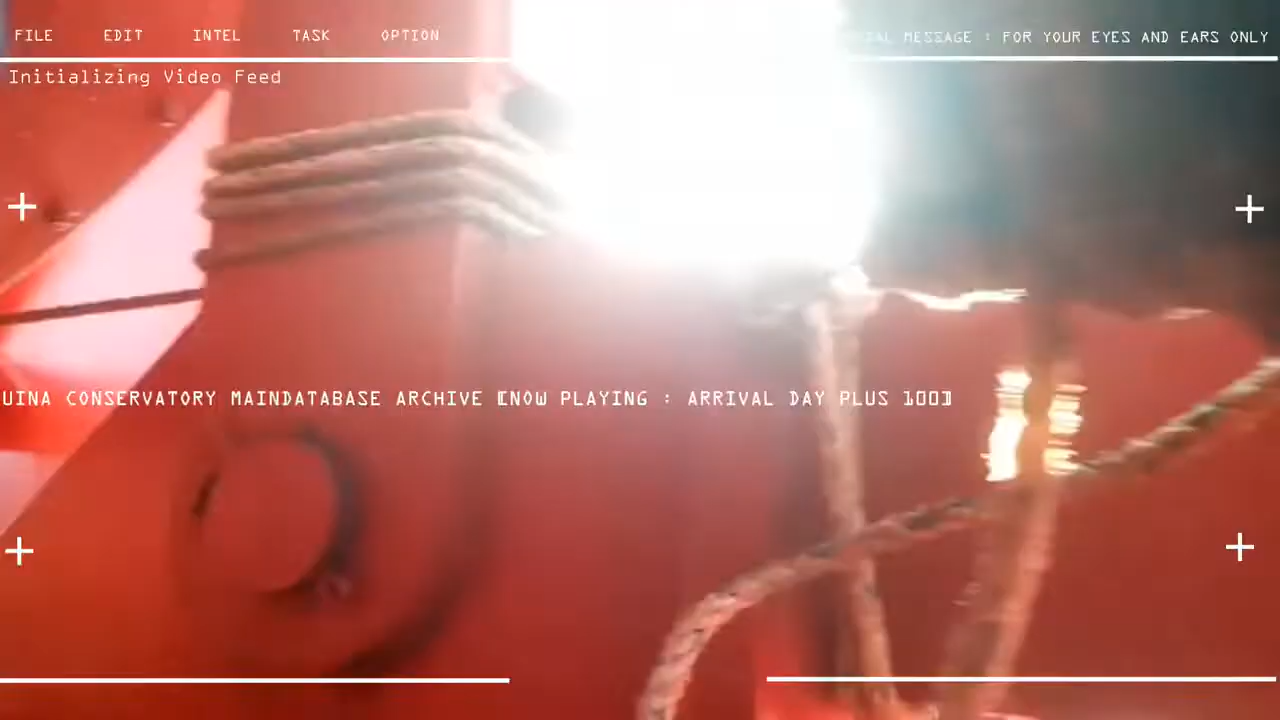 FILE EDIT INTEL TASK OPTION
MESSAGE : FOR YOUR EYES AND EARS ONLY
Initializing Video Feed
UINA CONSERVATORY MAINDATABASE ARCHIVE [NOW PLAYING : ARRIVAL DAY PLUS 100]